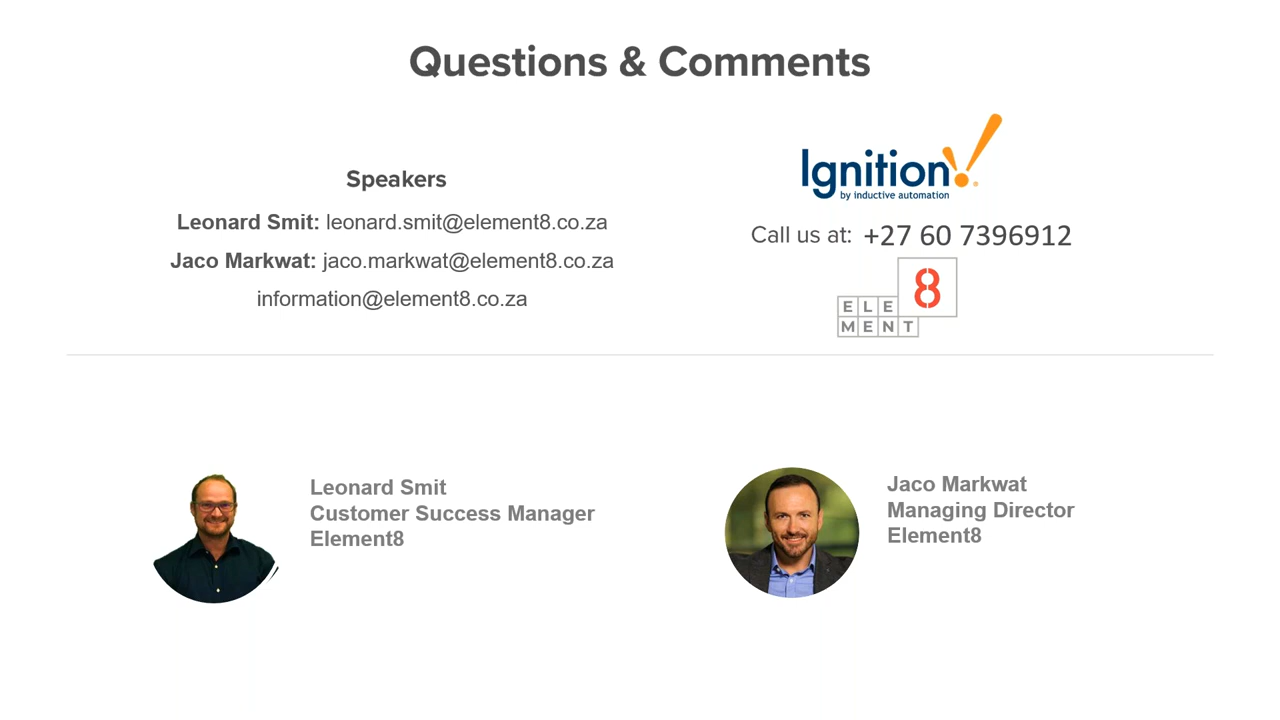 Questions & Comments
Speakers
Leonard Smit: leonard.smit@element8.co.za
Jaco Markwat: jaco.markwat@element8.co.za
information@element8.co.za
Ignition!
by inductive automation
Call us at: +27 60 7396912
8
ELE
MENT
Leonard Smit
Customer Success Manager
Element8
Jaco Markwat
Managing Director
Element8